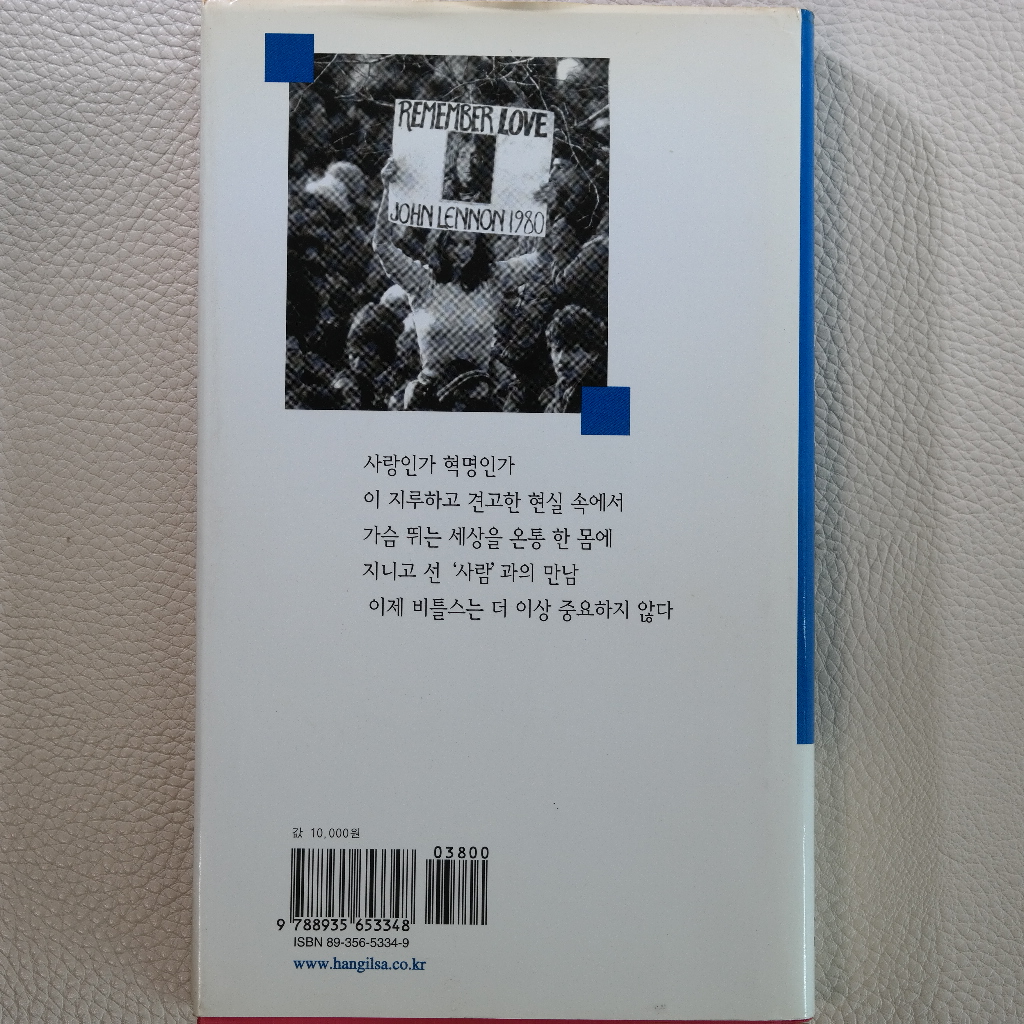 REMEMBER LOVE
JOHN LENNON 1980
사랑인가 혁명인가
이 지루하고 견고한 현실 속에서
가슴 뛰는 세상을 온통 한 몸에
지니고 선 ‘사람’과의 만남
이제 비틀스는 더 이상 중요하지 않다
값 10,000원
03800
9 788935 653348
ISBN 89-356-5334-9
www.hangilsa.co.kr